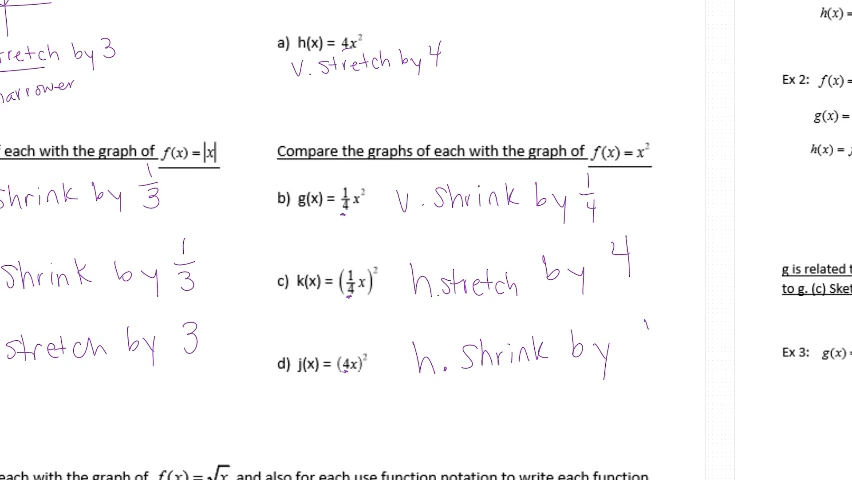 h(x) =
a) h(x) = 4x²
stretch by 3
v. stretch by 4
narrower
Ex 2: f(x) =
g(x) =
h(x) =
each with the graph of f(x) = |x|
Compare the graphs of each with the graph of f(x) = x²
shrink by 1/3
b) g(x) = 1/4 x² v. shrink by 1/4
g is related t
to g. (c) Sket
shrink by 1/3
c) k(x) = (1/4 x)² h. stretch by 4
stretch by 3
d) j(x) = (4x)² h. shrink by
Ex 3: g(x) =
each with the graph of f(x) = √x and also for each use function notation to write each function